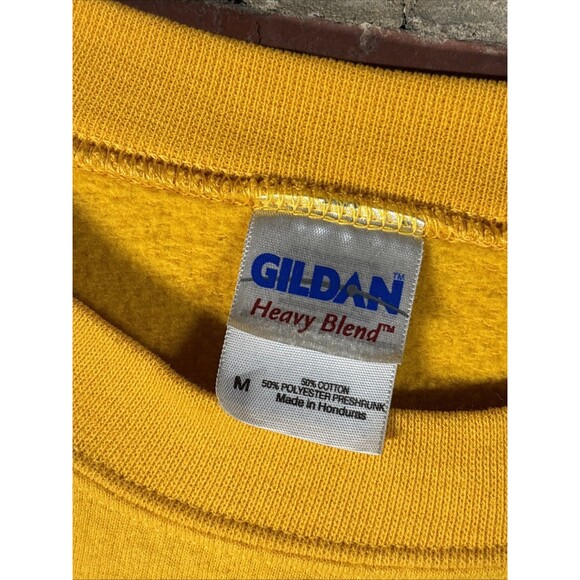 GILDAN™
Heavy Blend™
M
50% COTTON
50% POLYESTER PRESHRUNK
Made in Honduras